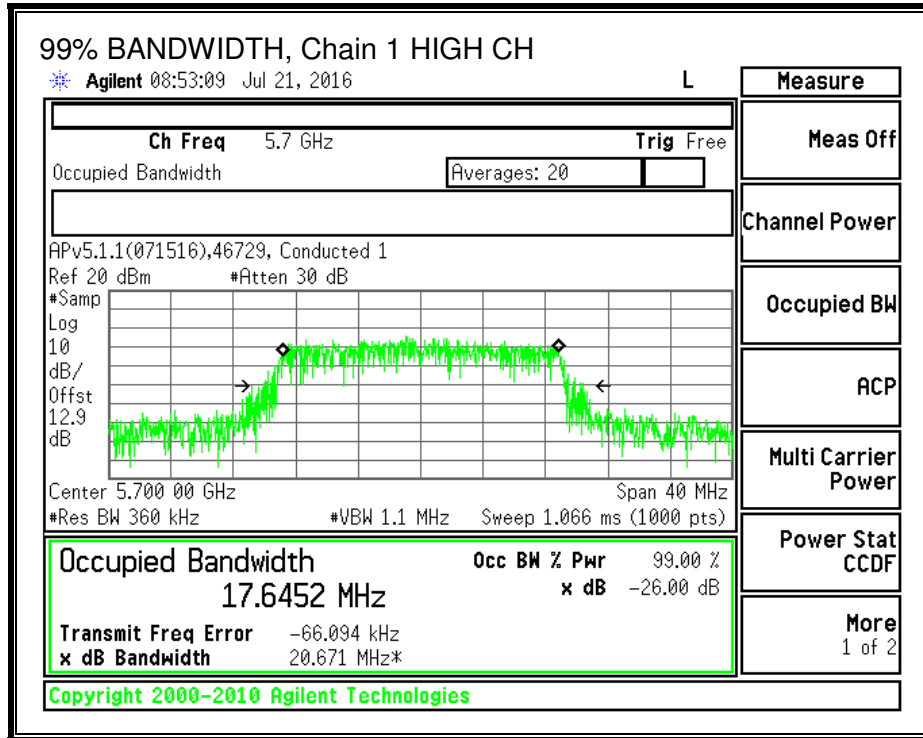 99% BANDWIDTH, Chain 1 HIGH CH
Agilent 08:53:09 Jul 21, 2016 L
Measure
Ch Freq 5.7 GHz Trig Free
Meas Off
Occupied Bandwidth Averages: 20
Channel Power
APv5.1.1(071516),46729, Conducted 1
Ref 20 dBm #Atten 30 dB
#Samp
Log
10
dB/
Offst
12.9
dB
Occupied BW
ACP
Center 5.700 00 GHz Span 40 MHz
#Res BW 360 kHz #VBW 1.1 MHz Sweep 1.066 ms (1000 pts)
Multi Carrier
Power
Occupied Bandwidth
17.6452 MHz
Occ BW % Pwr 99.00 %
x dB -26.00 dB
Transmit Freq Error -66.094 kHz
x dB Bandwidth 20.671 MHz*
Power Stat
CCDF
More
1 of 2
Copyright 2000-2010 Agilent Technologies